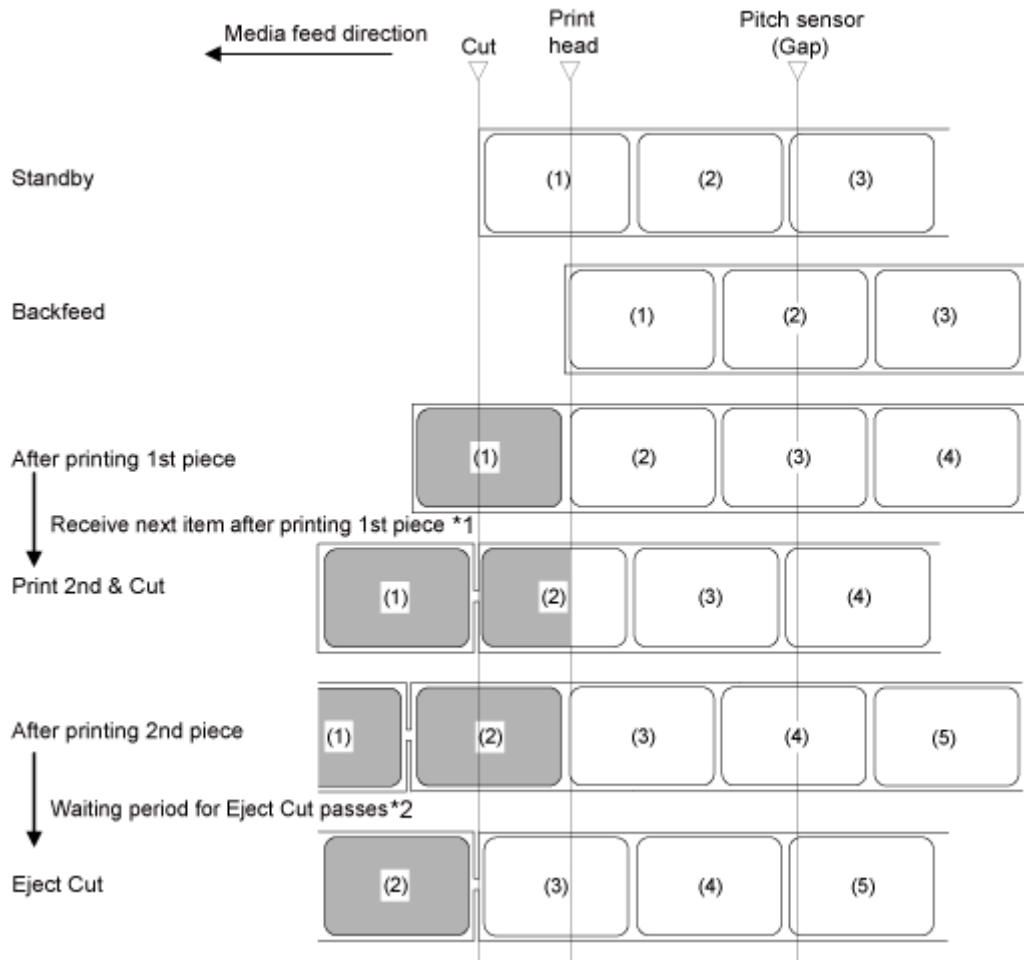 Media feed direction
Cut
Print
head
Pitch sensor
(Gap)
Standby
(1)
(2)
(3)
Backfeed
(1)
(2)
(3)
After printing 1st piece
(1)
(2)
(3)
(4)
Receive next item after printing 1st piece *1
Print 2nd & Cut
(1)
(2)
(3)
(4)
After printing 2nd piece
(1)
(2)
(3)
(4)
(5)
Waiting period for Eject Cut passes*2
Eject Cut
(2)
(3)
(4)
(5)